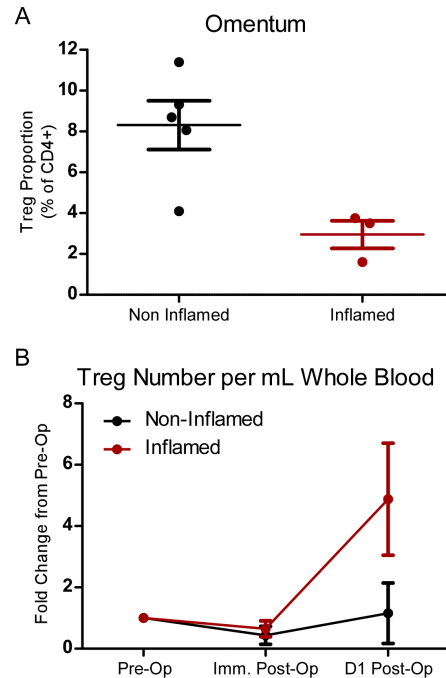 A
Omentum
Treg Proportion
(% of CD4+)
12
10
8
6
4
2
0
Non Inflamed
Inflamed
B
Treg Number per mL Whole Blood
Fold Change from Pre-Op
8
6
4
2
0
Non-Inflamed
Inflamed
Pre-Op
Imm. Post-Op
D1 Post-Op